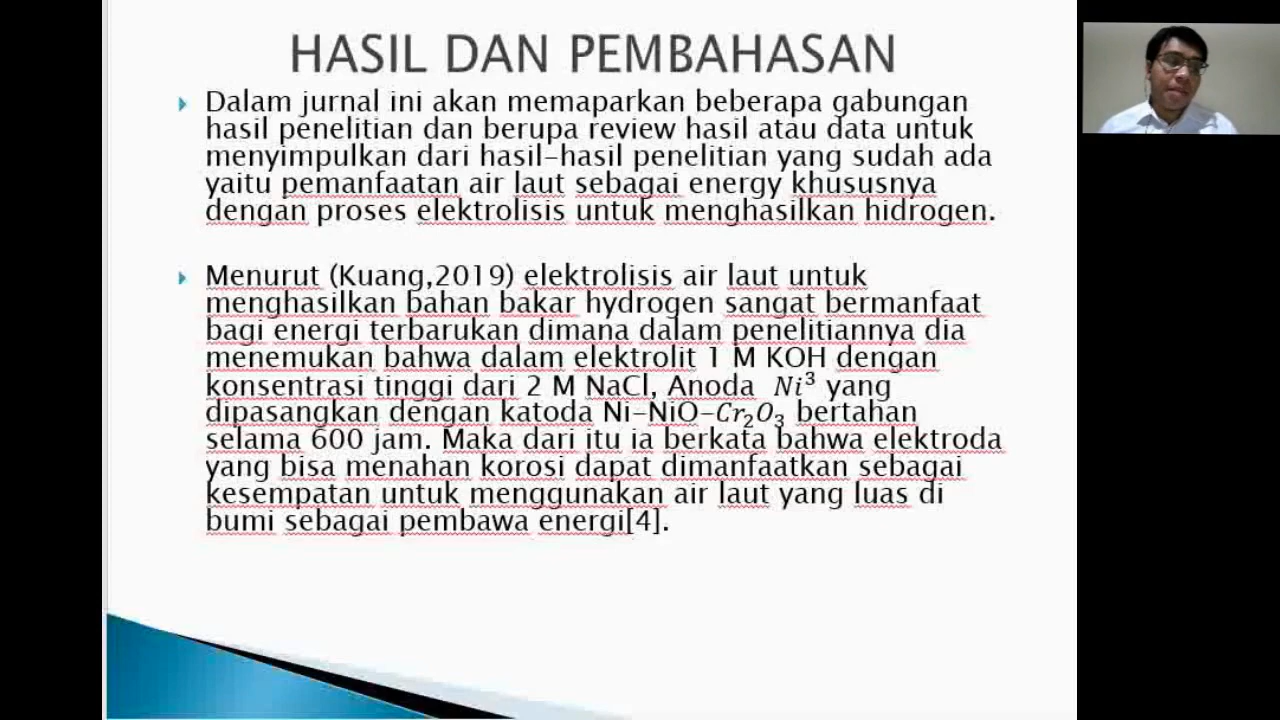 HASIL DAN PEMBAHASAN
Dalam jurnal ini akan memaparkan beberapa gabungan
hasil penelitian dan berupa review hasil atau data untuk
menyimpulkan dari hasil-hasil penelitian yang sudah ada
yaitu pemanfaatan air laut sebagai energy khususnya
dengan proses elektrolisis untuk menghasilkan hidrogen.
Menurut (Kuang,2019) elektrolisis air laut untuk
menghasilkan bahan bakar hydrogen sangat bermanfaat
bagi energi terbarukan dimana dalam penelitiannya dia
menemukan bahwa dalam elektrolit 1 M KOH dengan
konsentrasi tinggi dari 2 M NaCl, Anoda Ni³ yang
dipasangkan dengan katoda Ni-NiO-Cr₂O₃ bertahan
selama 600 jam. Maka dari itu ia berkata bahwa elektroda
yang bisa menahan korosi dapat dimanfaatkan sebagai
kesempatan untuk menggunakan air laut yang luas di
bumi sebagai pembawa energi[4].